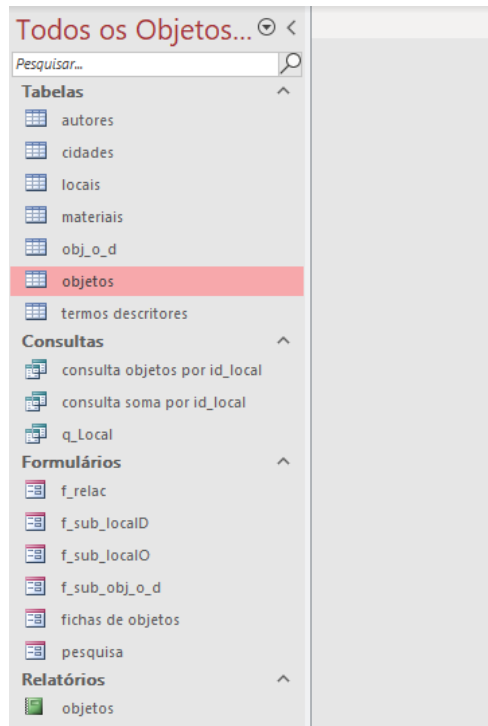 Todos os Objetos...
Pesquisar...
Tabelas
autores
cidades
locais
materiais
obj_o_d
objetos
termos descritores
Consultas
consulta objetos por id_local
consulta soma por id_local
q_Local
Formulários
f_relac
f_sub_localD
f_sub_localO
f_sub_obj_o_d
fichas de objetos
pesquisa
Relatórios
objetos